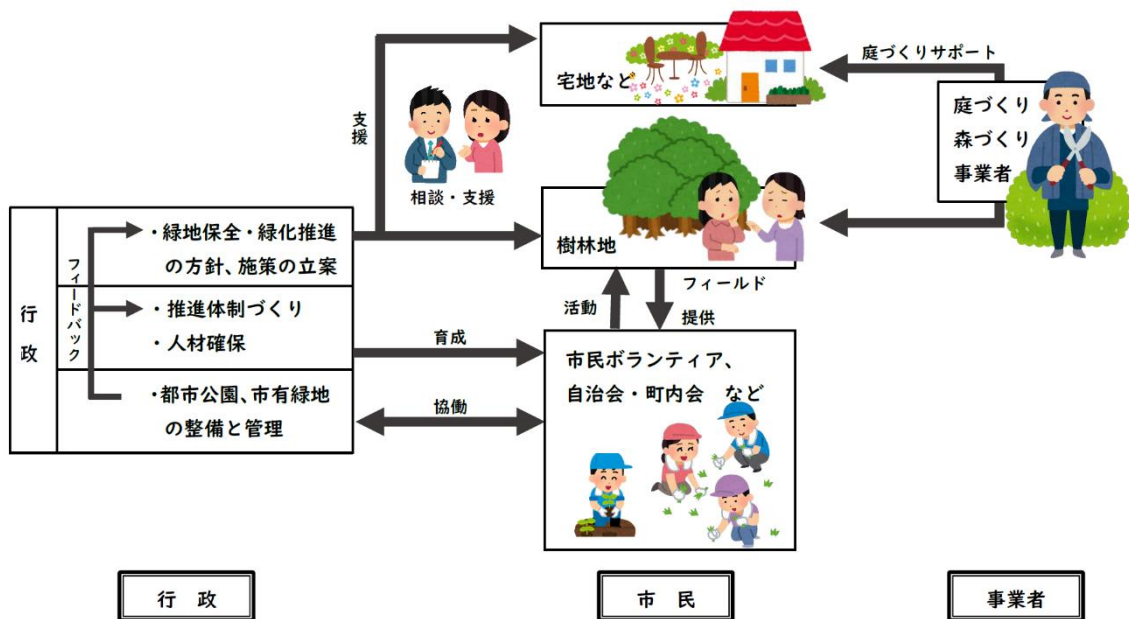 庭づくりサポート
宅地など
庭づくり
森づくり
事業者
支援
相談・支援
樹林地
行政
フィードバック
・緑地保全・緑化推進
の方針、施策の立案
・推進体制づくり
・人材確保
・都市公園、市有緑地
の整備と管理
活動
フィールド
提供
育成
協働
市民ボランティア、
自治会・町内会 など
行 政
市 民
事業者